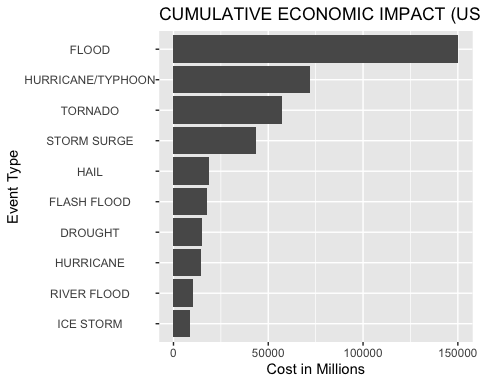 CUMULATIVE ECONOMIC IMPACT (US
FLOOD
HURRICANE/TYPHOON
TORNADO
STORM SURGE
HAIL
FLASH FLOOD
DROUGHT
HURRICANE
RIVER FLOOD
ICE STORM
Event Type
0 50000 100000 150000
Cost in Millions